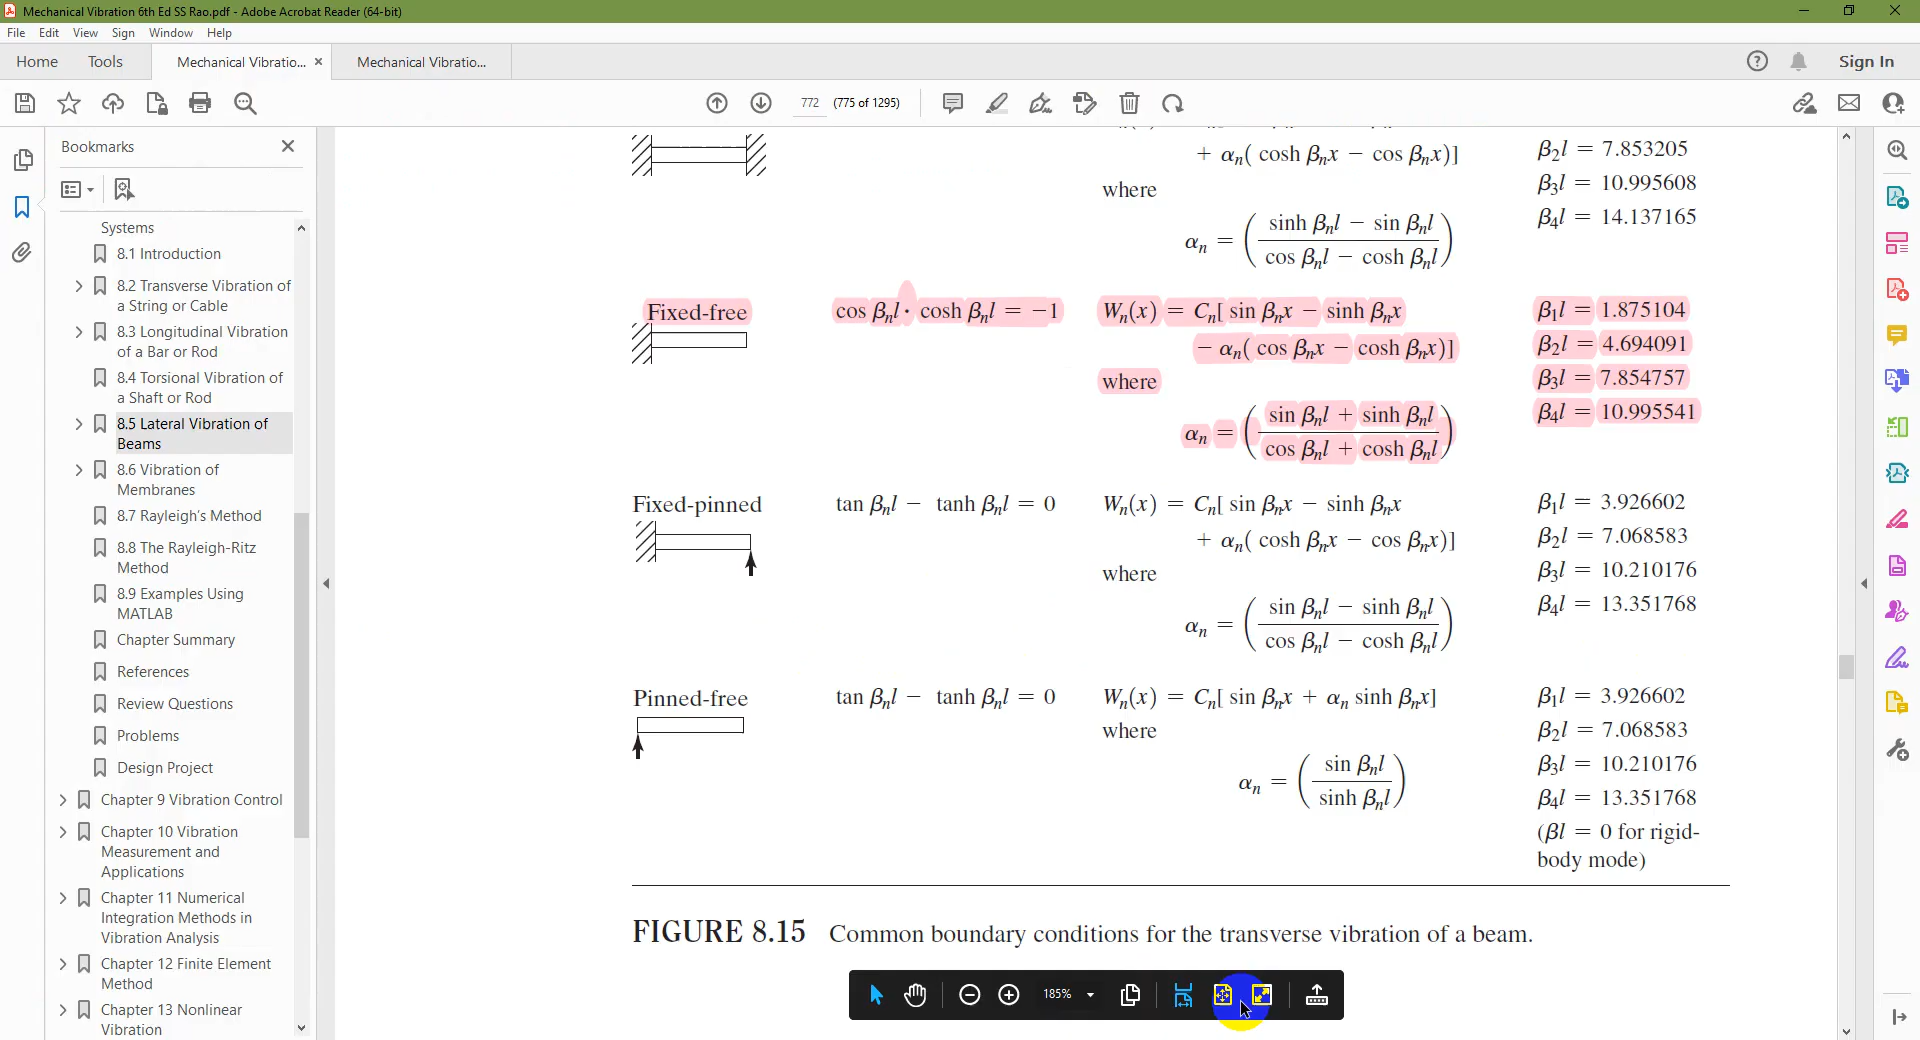 Mechanical Vibration 6th Ed SS Rao.pdf - Adobe Acrobat Reader (64-bit)
File Edit View Sign Window Help
Home Tools Mechanical Vibratio... × Mechanical Vibratio... Sign In
772 (775 of 1295)
Bookmarks
Systems
8.1 Introduction
8.2 Transverse Vibration of
a String or Cable
8.3 Longitudinal Vibration
of a Bar or Rod
8.4 Torsional Vibration of
a Shaft or Rod
8.5 Lateral Vibration of
Beams
8.6 Vibration of
Membranes
8.7 Rayleigh's Method
8.8 The Rayleigh-Ritz
Method
8.9 Examples Using
MATLAB
Chapter Summary
References
Review Questions
Problems
Design Project
Chapter 9 Vibration Control
Chapter 10 Vibration
Measurement and
Applications
Chapter 11 Numerical
Integration Methods in
Vibration Analysis
Chapter 12 Finite Element
Method
Chapter 13 Nonlinear
Vibration
+ αn( cosh βnx − cos βnx)] β2l = 7.853205
where β3l = 10.995608
β4l = 14.137165
αn = ( sinh βnl − sin βnl
cos βnl − cosh βnl )
Fixed-free cos βnl · cosh βnl = −1 Wn(x) = Cn[ sin βnx − sinh βnx β1l = 1.875104
− αn( cos βnx − cosh βnx)] β2l = 4.694091
where β3l = 7.854757
β4l = 10.995541
αn = ( sin βnl + sinh βnl
cos βnl + cosh βnl )
Fixed-pinned tan βnl − tanh βnl = 0 Wn(x) = Cn[ sin βnx − sinh βnx β1l = 3.926602
+ αn( cosh βnx − cos βnx)] β2l = 7.068583
where β3l = 10.210176
β4l = 13.351768
αn = ( sin βnl − sinh βnl
cos βnl − cosh βnl )
Pinned-free tan βnl − tanh βnl = 0 Wn(x) = Cn[ sin βnx + αn sinh βnx] β1l = 3.926602
where β2l = 7.068583
β3l = 10.210176
αn = ( sin βnl
sinh βnl )
β4l = 13.351768
(βl = 0 for rigid-
body mode)
FIGURE 8.15 Common boundary conditions for the transverse vibration of a beam.
185%